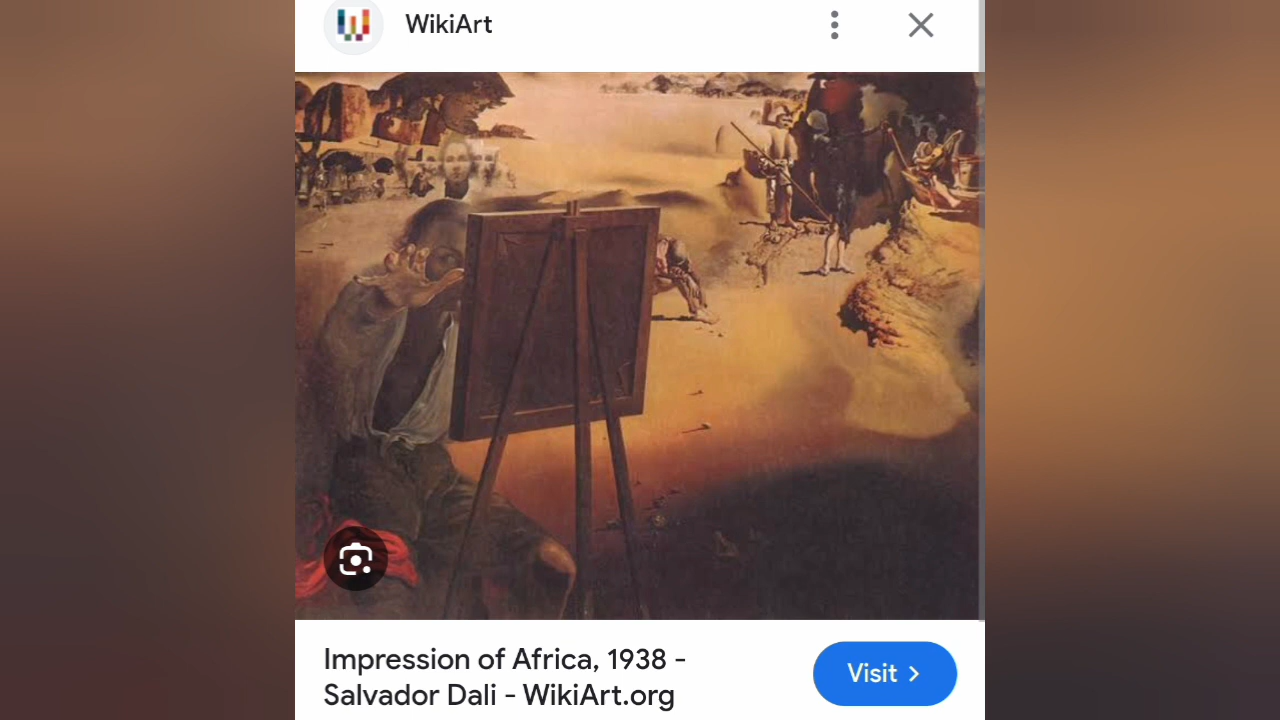 WikiArt
Impression of Africa, 1938 -
Salvador Dali - WikiArt.org
Visit